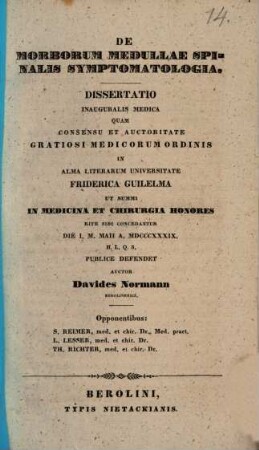 14.
DE
MORBORUM MEDULLAE SPI-
NALIS SYMPTOMATOLOGIA.
DISSERTATIO
INAUGURALIS MEDICA
QUAM
CONSENSU ET AUCTORITATE
GRATIOSI MEDICORUM ORDINIS
IN
ALMA LITERARUM UNIVERSITATE
FRIDERICA GUILELMA
UT SUMMI
IN MEDICINA ET CHIRURGIA HONORES
RITE SIBI CONCEDANTUR
DIE I. M. MAII A. MDCCCXXXIX.
H. L. Q. S.
PUBLICE DEFENDET
AUCTOR
Davides Normann
Opponentibus:
S. REIMER, med. et chir. Dr., Med. pract.
L. LESSER, med. et chir. Dr.
TH. RICHTER, med. et chir. Dr.
BEROLINI,
TYPIS NIETACKIANIS.